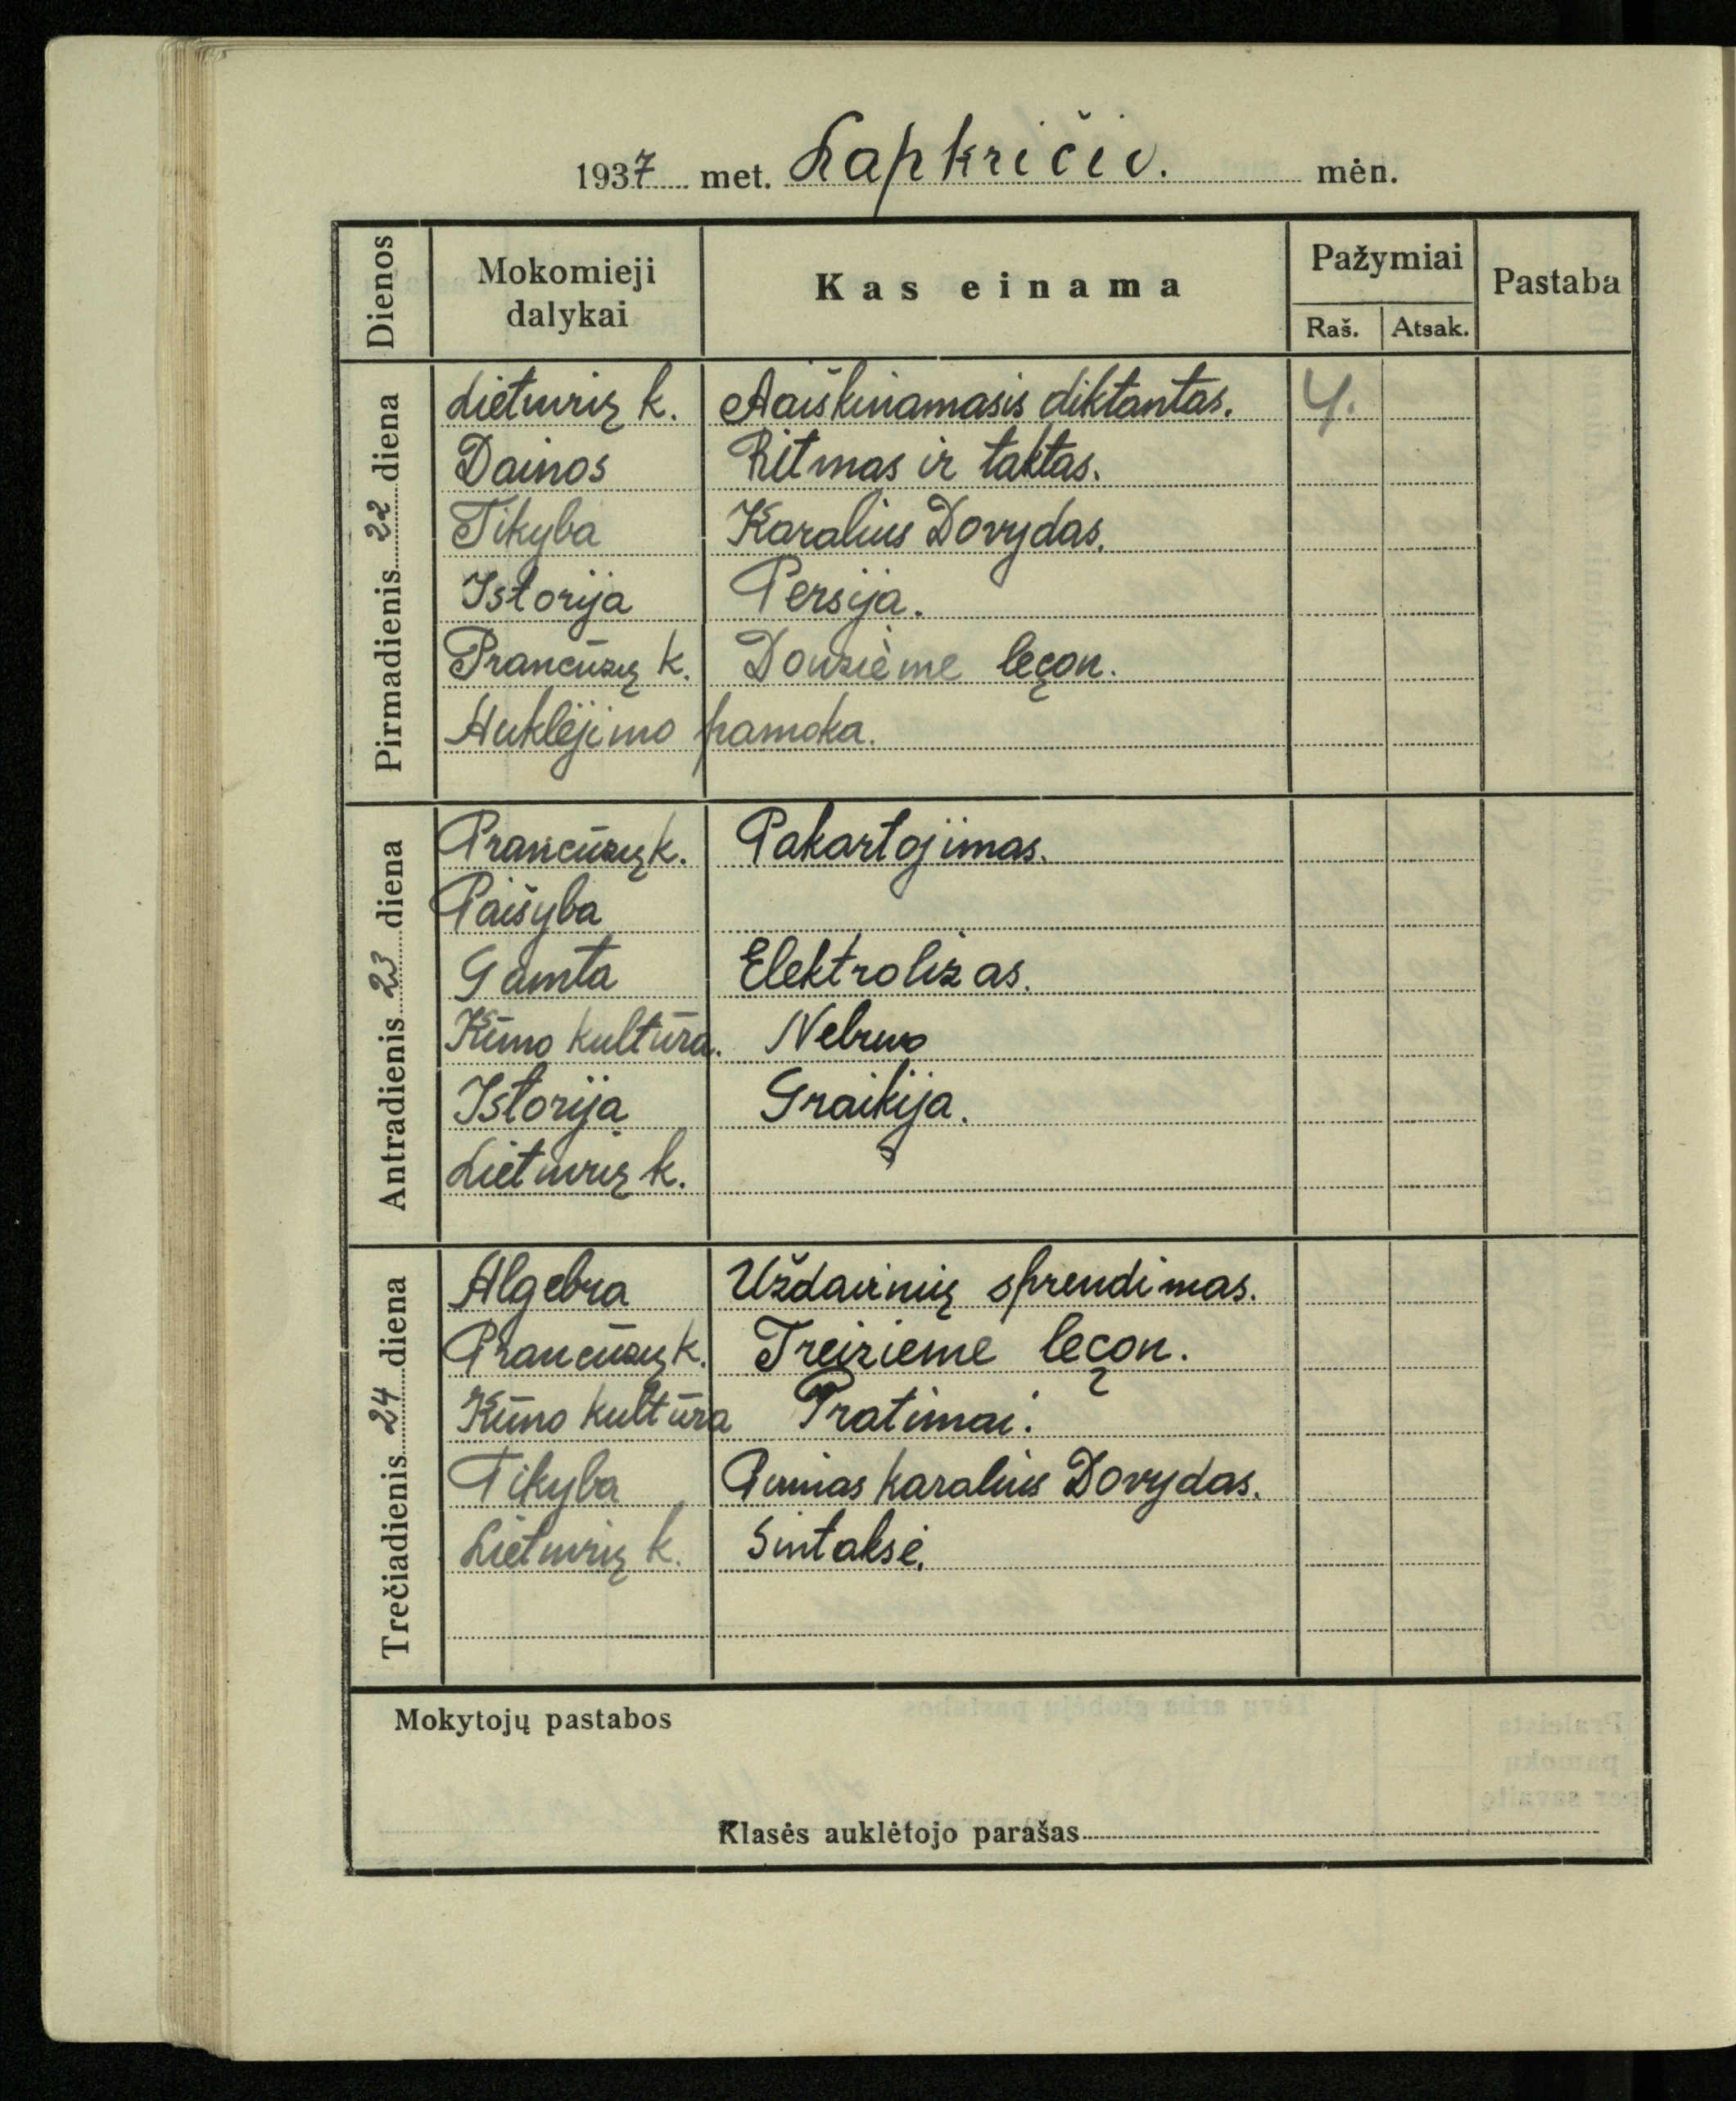 1937 met. Lapkričio. mėn.
Dienos Mokomieji dalykai Kas einama Pažymiai Pastaba
Raš. Atsak.
Pirmadienis 22 diena
Lietuvių k. Aaiškinamasis diktantas. 4.
Dainos Ritmas ir taktas.
Tikyba Karalius Dovydas.
Istorija Persija.
Prancūzų k. Douzième leçon.
Auklėjimo pamoka.
Antradienis 23 diena
Prancūzų k. Pakartojimas.
Paišyba
Gamta Elektrolizas.
Kūno kultūra. Nebuvo
Istorija Graikija.
Lietuvių k.
Trečiadienis 24 diena
Algebra Uždavinių sprendimas.
Prancūzų k. Treizieme leçon.
Kūno kultūra Pratimai.
Tikyba Pirmas karalius Dovydas.
Lietuvių k. Sintaksė.
Mokytojų pastabos
Klasės auklėtojo parašas